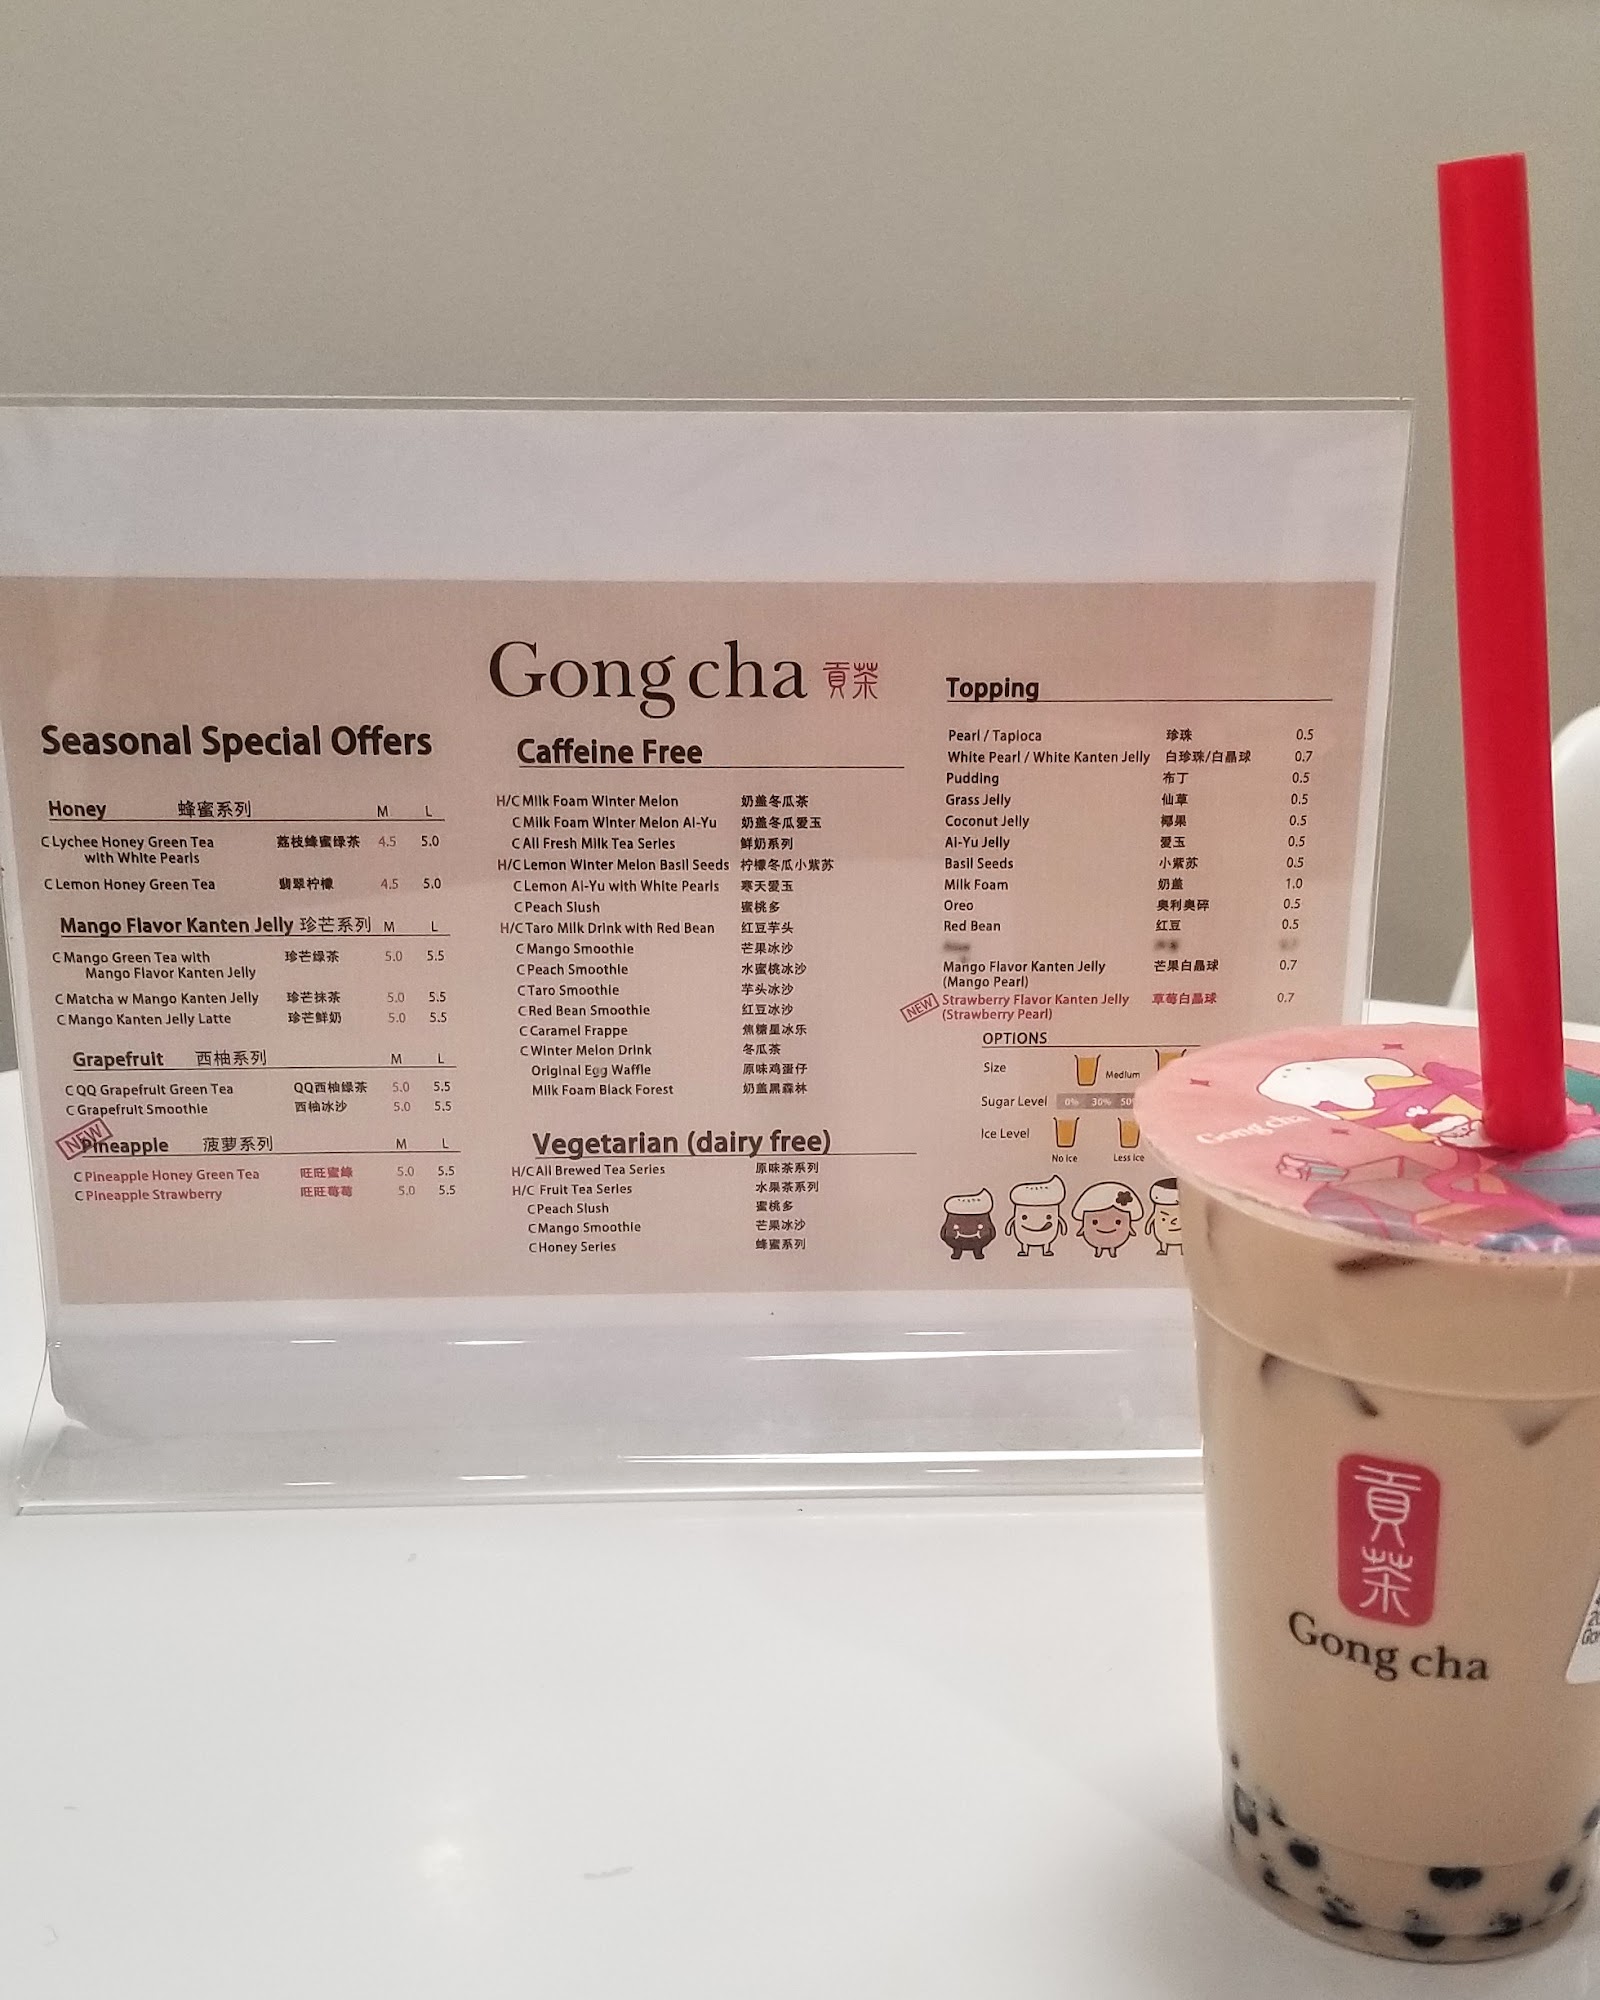 Gong cha 貢茶
Seasonal Special Offers
Honey 蜂蜜系列 M L
C Lychee Honey Green Tea 荔枝蜂蜜绿茶 4.5 5.0
with White Pearls
C Lemon Honey Green Tea 翡翠柠檬 4.5 5.0
Mango Flavor Kanten Jelly 珍芒系列 M L
C Mango Green Tea with 珍芒绿茶 5.0 5.5
Mango Flavor Kanten Jelly
C Matcha w Mango Kanten Jelly 珍芒抹茶 5.0 5.5
C Mango Kanten Jelly Latte 珍芒鲜奶 5.0 5.5
Grapefruit 西柚系列 M L
C QQ Grapefruit Green Tea QQ西柚绿茶 5.0 5.5
C Grapefruit Smoothie 西柚冰沙 5.0 5.5
NEW
Pineapple 菠萝系列 M L
C Pineapple Honey Green Tea 旺旺蜜綠 5.0 5.5
C Pineapple Strawberry 旺旺莓莓 5.0 5.5
Caffeine Free
H/C Milk Foam Winter Melon 奶盖冬瓜茶
C Milk Foam Winter Melon Ai-Yu 奶盖冬瓜爱玉
C All Fresh Milk Tea Series 鲜奶系列
H/C Lemon Winter Melon Basil Seeds 柠檬冬瓜小紫苏
C Lemon Ai-Yu with White Pearls 寒天愛玉
C Peach Slush 蜜桃多
H/C Taro Milk Drink with Red Bean 红豆芋头
C Mango Smoothie 芒果冰沙
C Peach Smoothie 水蜜桃冰沙
C Taro Smoothie 芋头冰沙
C Red Bean Smoothie 红豆冰沙
C Caramel Frappe 焦糖星冰乐
C Winter Melon Drink 冬瓜茶
Original Egg Waffle 原味鸡蛋仔
Milk Foam Black Forest 奶盖黑森林
Vegetarian (dairy free)
H/C All Brewed Tea Series 原味茶系列
H/C Fruit Tea Series 水果茶系列
C Peach Slush 蜜桃多
C Mango Smoothie 芒果冰沙
C Honey Series 蜂蜜系列
Topping
Pearl / Tapioca 珍珠 0.5
White Pearl / White Kanten Jelly 白珍珠/白晶球 0.7
Pudding 布丁 0.5
Grass Jelly 仙草 0.5
Coconut Jelly 椰果 0.5
Ai-Yu Jelly 爱玉 0.5
Basil Seeds 小紫苏 0.5
Milk Foam 奶盖 1.0
Oreo 奥利奥碎 0.5
Red Bean 红豆 0.5
Mango Flavor Kanten Jelly 芒果白晶球 0.7
(Mango Pearl)
NEW Strawberry Flavor Kanten Jelly 草莓白晶球 0.7
(Strawberry Pearl)
OPTIONS
Size Medium
Sugar Level 0% 30%
Ice Level
No Ice Less Ice
Gong cha
貢茶
Gong cha